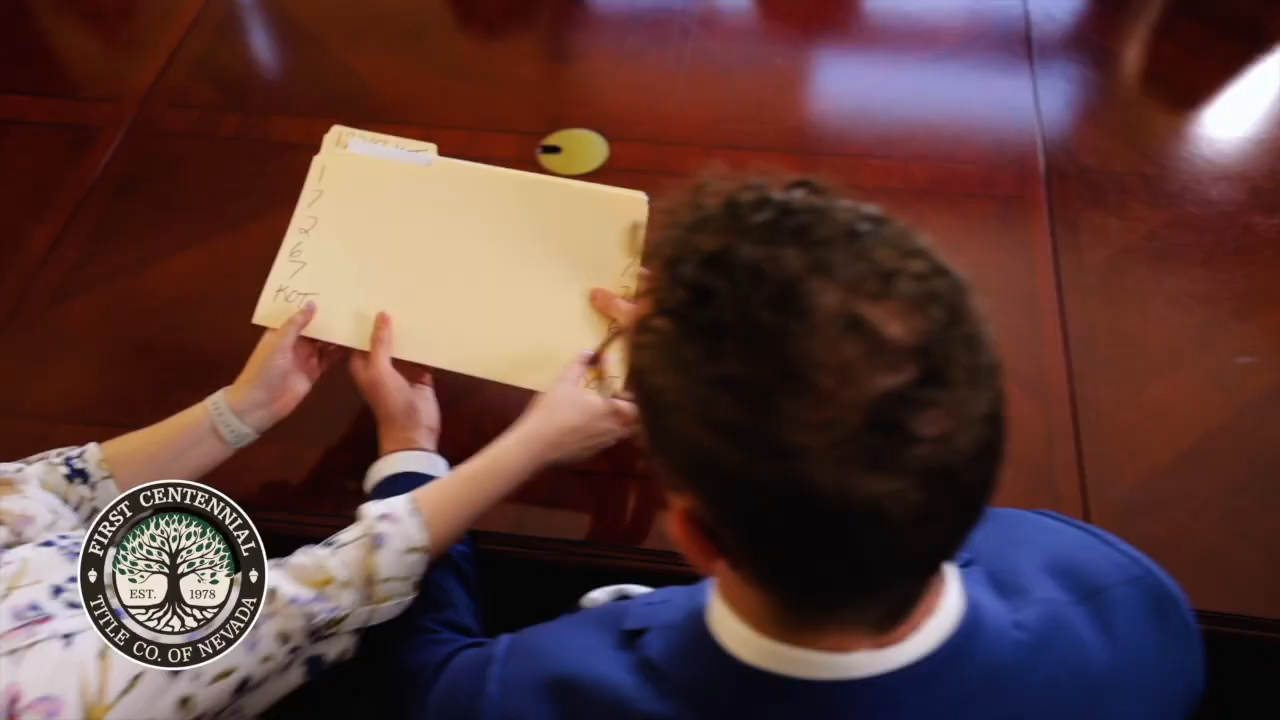 1
7
2
6
7
KOT
FIRST CENTENNIAL
EST. 1978
TITLE CO. OF NEVADA